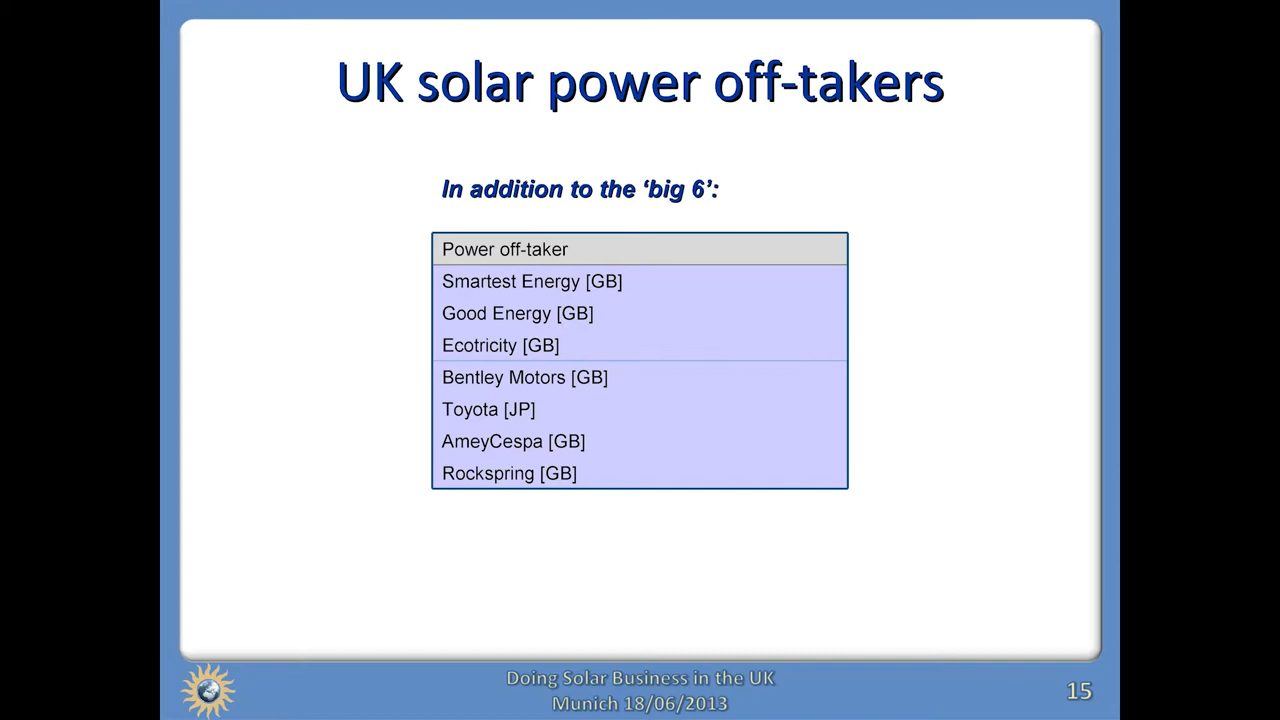 UK solar power off-takers
In addition to the ‘big 6’:
Power off-taker
Smartest Energy [GB]
Good Energy [GB]
Ecotricity [GB]
Bentley Motors [GB]
Toyota [JP]
AmeyCespa [GB]
Rockspring [GB]
Doing Solar Business in the UK
Munich 18/06/2013
15